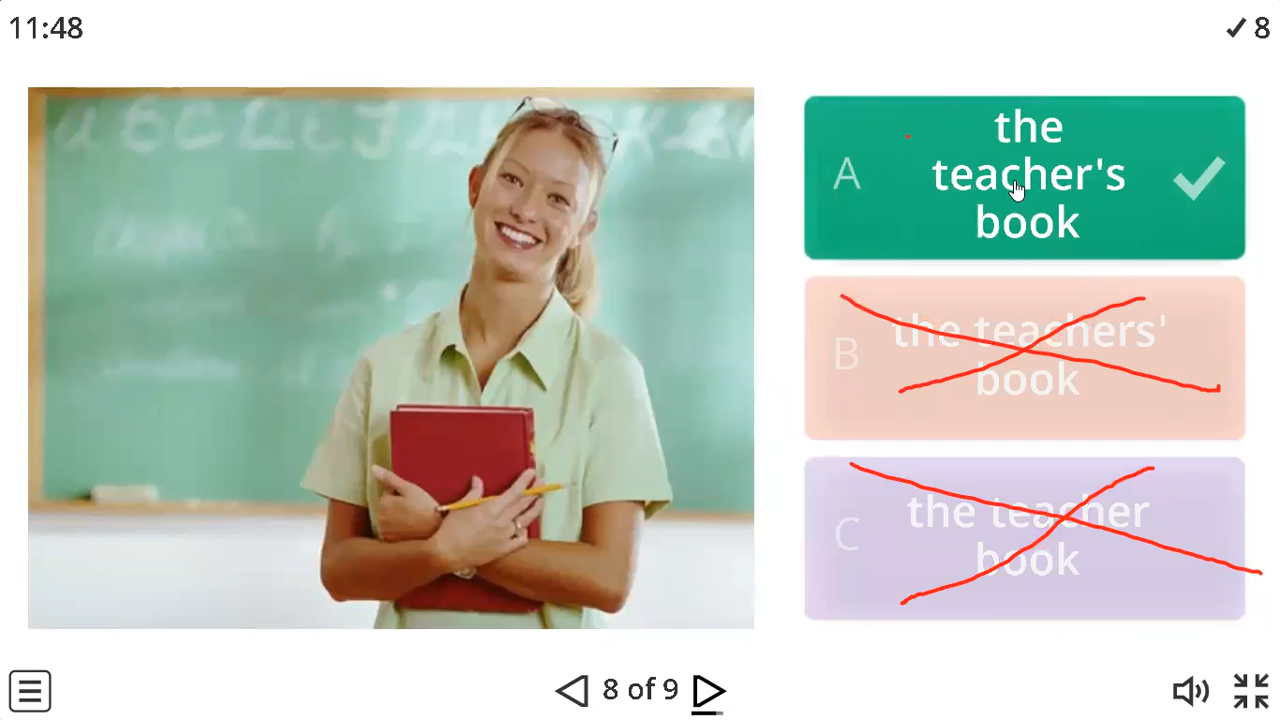 11:48
✓ 8
A
the
teacher's
book
B
the teachers'
book
C
the teacher
book
8 of 9